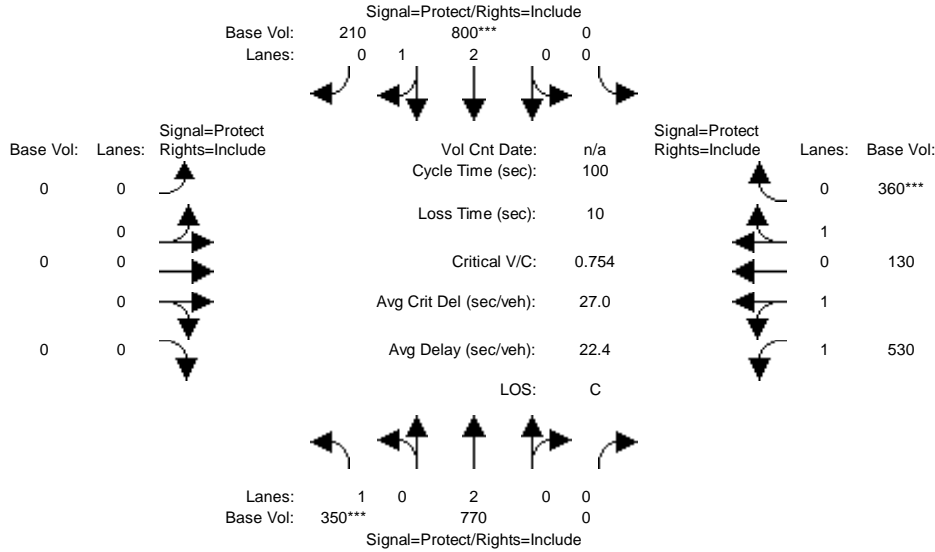 Signal=Protect/Rights=Include
Base Vol: 210 800*** 0
Lanes: 0 1 2 0 0
Signal=Protect
Base Vol: Lanes: Rights=Include
Vol Cnt Date: n/a
Signal=Protect
Rights=Include Lanes: Base Vol:
Cycle Time (sec): 100
0 0
0 360***
Loss Time (sec): 10
0
1
0 0
Critical V/C: 0.754
0 130
0
Avg Crit Del (sec/veh): 27.0
1
0 0
Avg Delay (sec/veh): 22.4
1 530
LOS: C
Lanes: 1 0 2 0 0
Base Vol: 350*** 770 0
Signal=Protect/Rights=Include